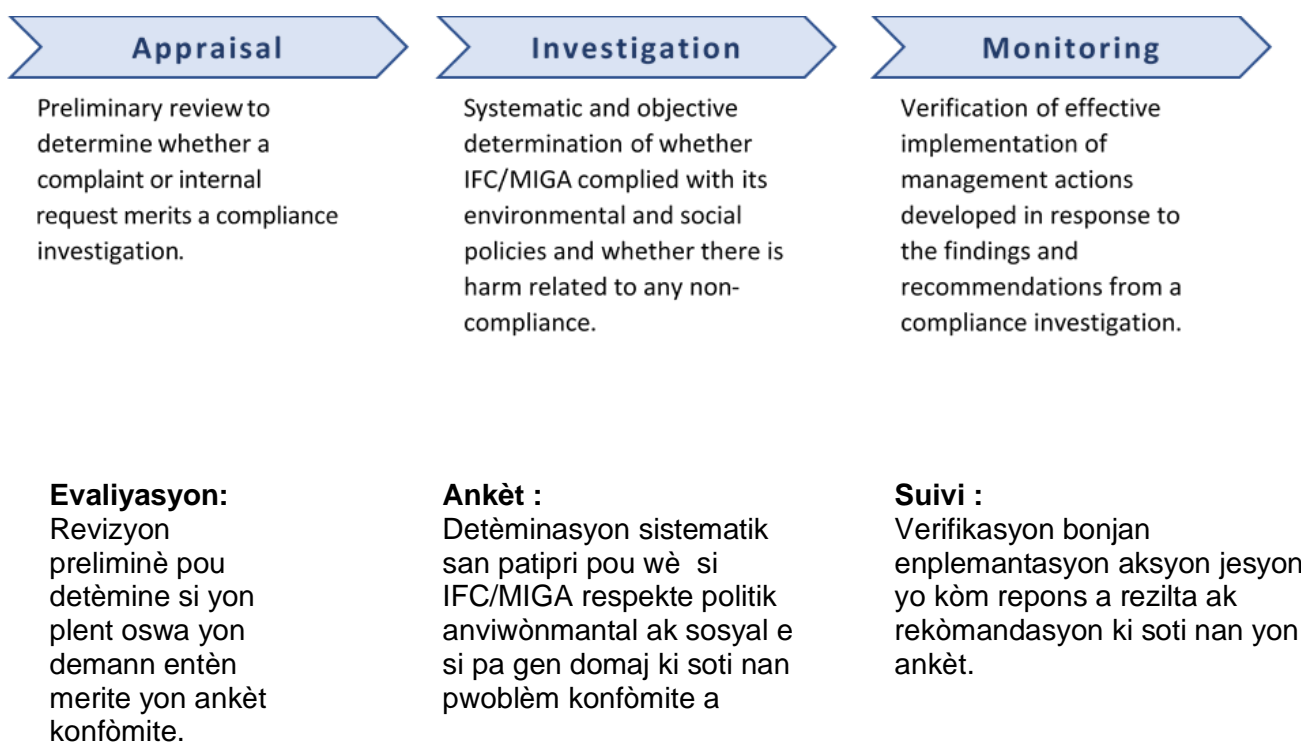 Appraisal
Preliminary review to
determine whether a
complaint or internal
request merits a compliance
investigation.
Investigation
Systematic and objective
determination of whether
IFC/MIGA complied with its
environmental and social
policies and whether there is
harm related to any non-
compliance.
Monitoring
Verification of effective
implementation of
management actions
developed in response to
the findings and
recommendations from a
compliance investigation.
Evaliyasyon:
Revizyon
preliminè pou
detèmine si yon
plent oswa yon
demann entèn
merite yon ankèt
konfòmite.
Ankèt :
Detèminasyon sistematik
san patipri pou wè si
IFC/MIGA respekte politik
anviwònmantal ak sosyal e
si pa gen domaj ki soti nan
pwoblèm konfòmite a
Suivi :
Verifikasyon bonjan
enplemantasyon aksyon jesyon
yo kòm repons a rezilta ak
rekòmandasyon ki soti nan yon
ankèt.